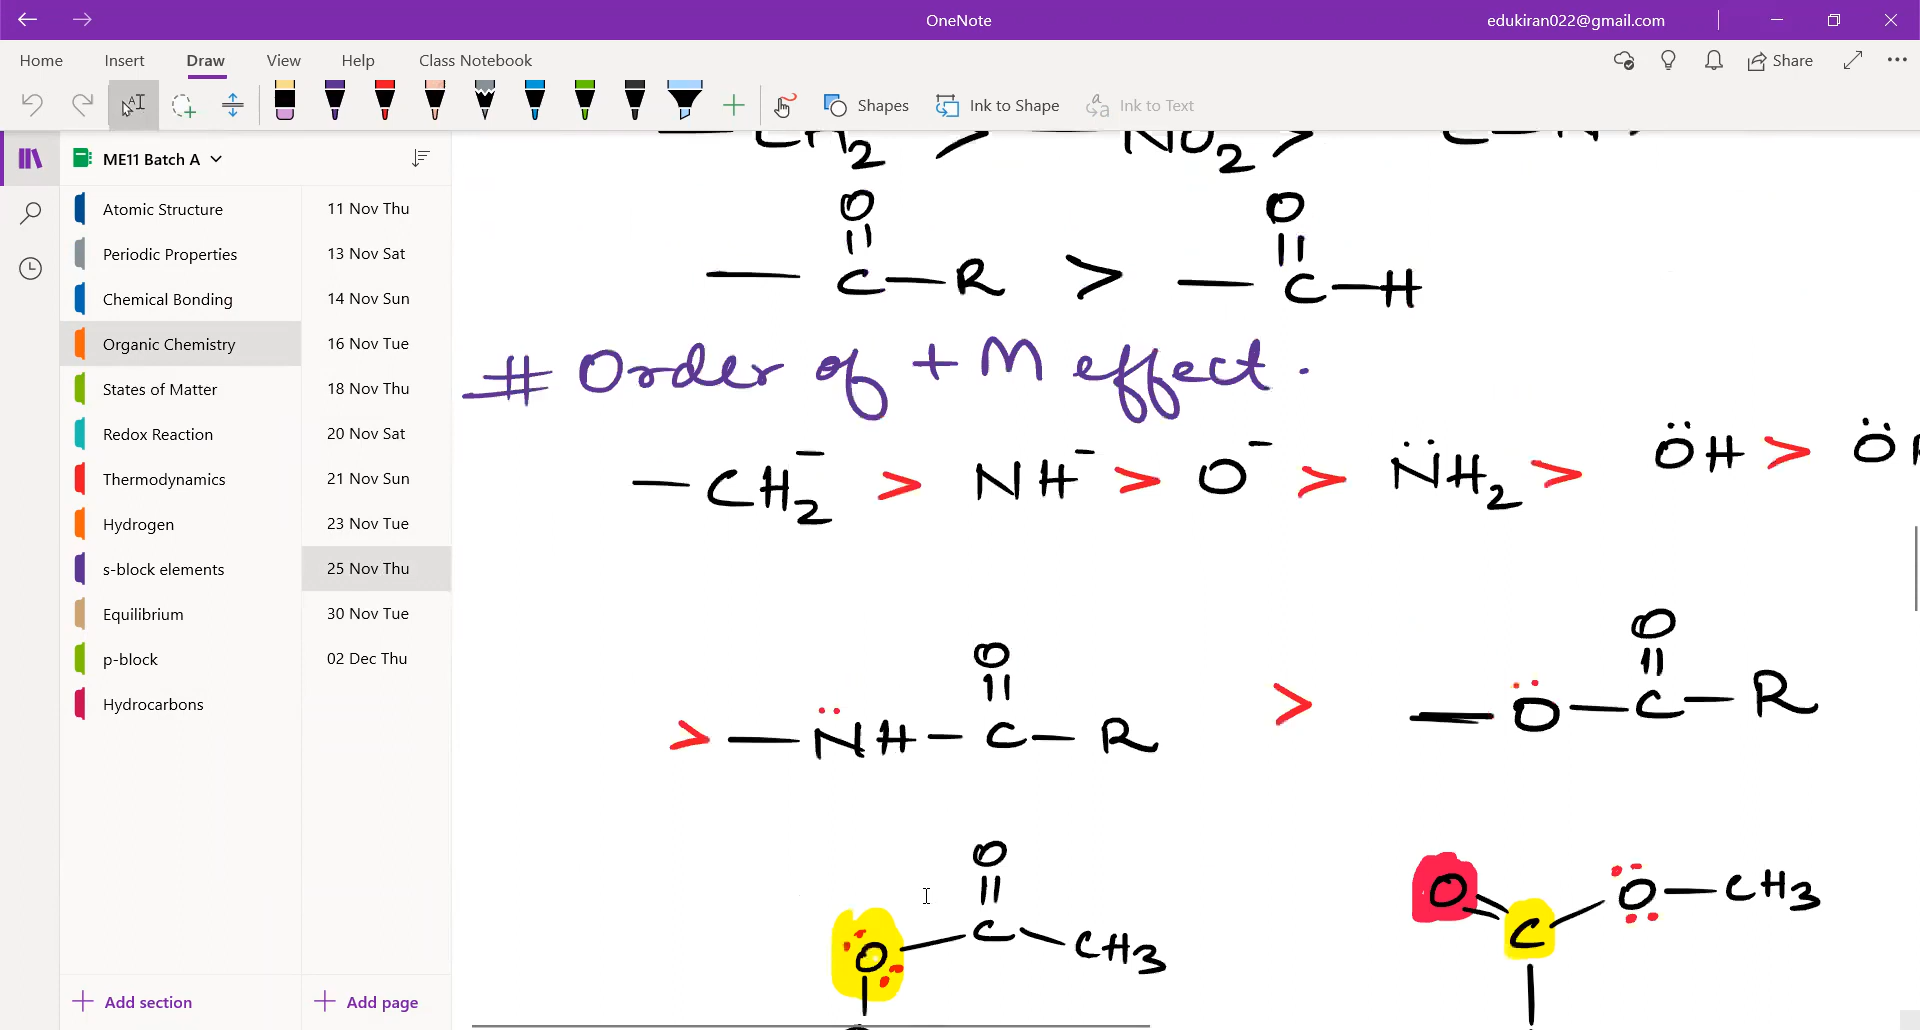 OneNote
edukiran022@gmail.com
Home Insert Draw View Help Class Notebook
Share
Shapes Ink to Shape Ink to Text
ME11 Batch A
Atomic Structure
Periodic Properties
Chemical Bonding
Organic Chemistry
States of Matter
Redox Reaction
Thermodynamics
Hydrogen
s-block elements
Equilibrium
p-block
Hydrocarbons
Add section
11 Nov Thu
13 Nov Sat
14 Nov Sun
16 Nov Tue
18 Nov Thu
20 Nov Sat
21 Nov Sun
23 Nov Tue
25 Nov Thu
30 Nov Tue
02 Dec Thu
Add page
— CH2 > — NO2 >
O O
|| ||
— C — R > — C — H
# Order of + M effect .
— CH2⁻ > NH⁻ > O⁻ > N̈H2 > ÖH > Ö
O O
|| ||
> — N̈H — C — R > — Ö — C — R
O
||
O — C — CH3
O = C — O — CH3